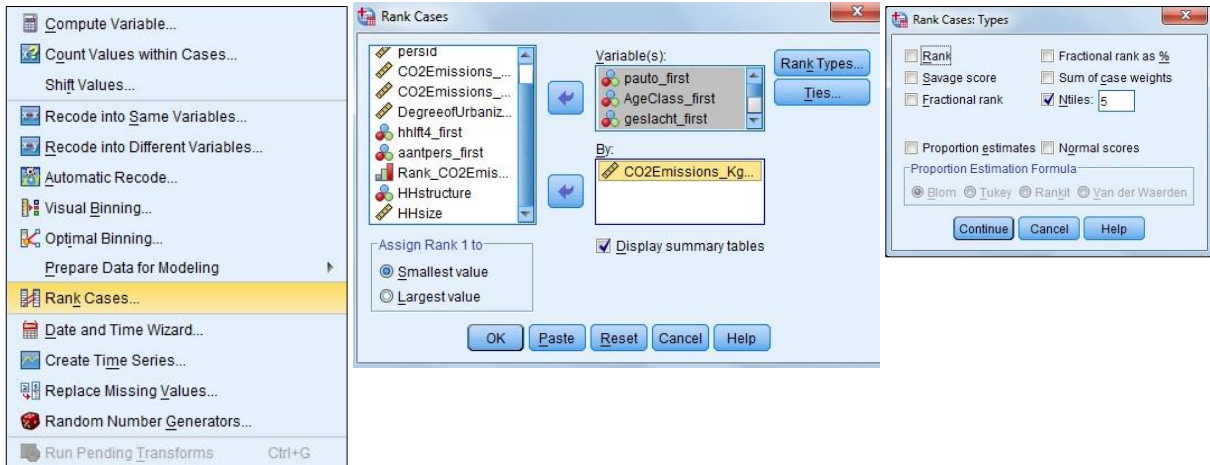 Compute Variable...
Count Values within Cases...
Shift Values...
Recode into Same Variables...
Recode into Different Variables...
Automatic Recode...
Visual Binning...
Optimal Binning...
Prepare Data for Modeling
Rank Cases...
Date and Time Wizard...
Create Time Series...
Replace Missing Values...
Random Number Generators...
Run Pending Transforms Ctrl+G
Rank Cases
persid
CO2Emissions_...
CO2Emissions_...
DegreeofUrbaniz...
hhlft4_first
aantpers_first
Rank_CO2Emis...
HHstructure
HHsize
Variable(s):
pauto_first
AgeClass_first
geslacht_first
Rank Types...
Ties...
By:
CO2Emissions_Kg...
Assign Rank 1 to
Smallest value
Largest value
Display summary tables
OK Paste Reset Cancel Help
Rank Cases: Types
Rank Fractional rank as %
Savage score Sum of case weights
Fractional rank Ntiles: 5
Proportion estimates Normal scores
Proportion Estimation Formula
Blom Tukey Rankit Van der Waerden
Continue Cancel Help